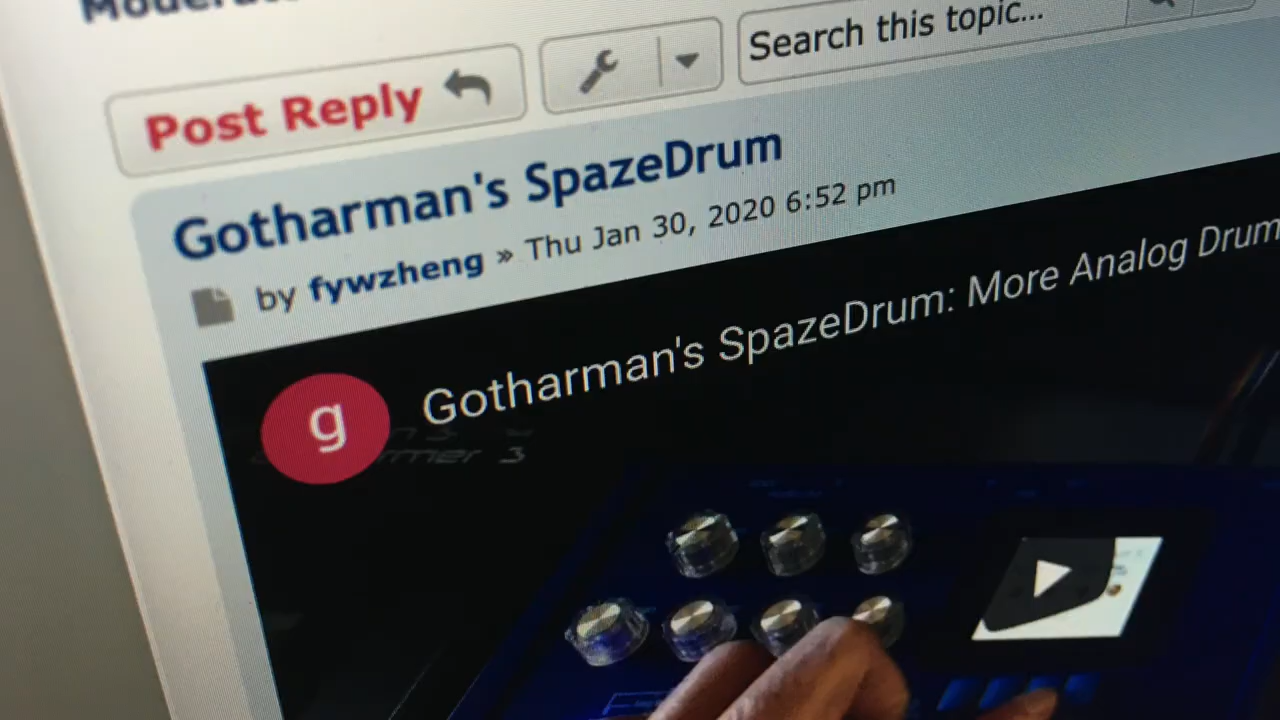 Post Reply
Search this topic...
Gotharman's SpazeDrum
by fywzheng » Thu Jan 30, 2020 6:52 pm
g
Gotharman's SpazeDrum: More Analog Drum
3